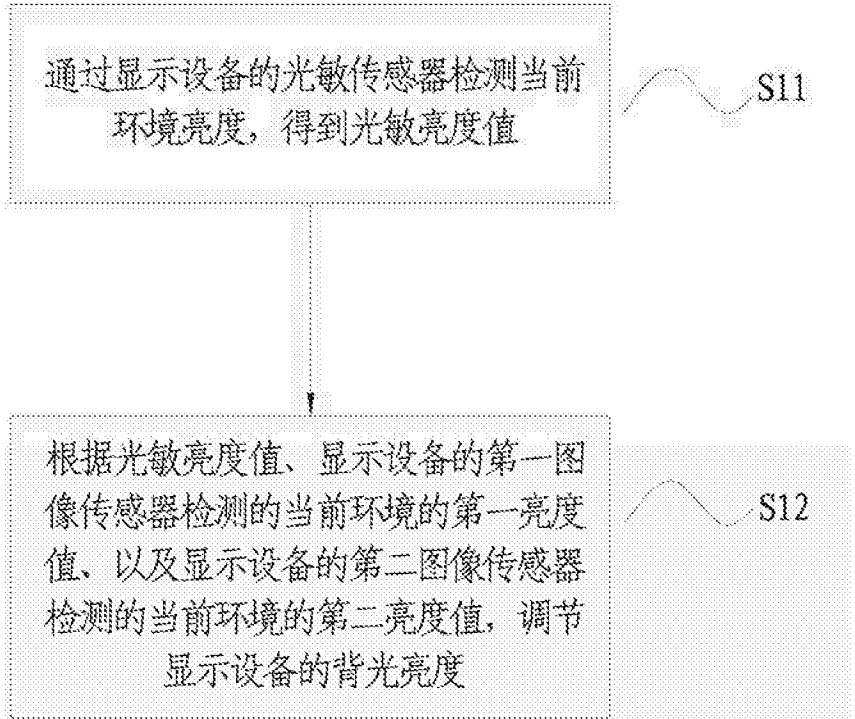 通过显示设备的光敏传感器检测当前
环境亮度，得到光敏亮度值
S11
根据光敏亮度值、显示设备的第一图
像传感器检测的当前环境的第一亮度
值、以及显示设备的第二图像传感器
检测的当前环境的第二亮度值，调节
显示设备的背光亮度
S12